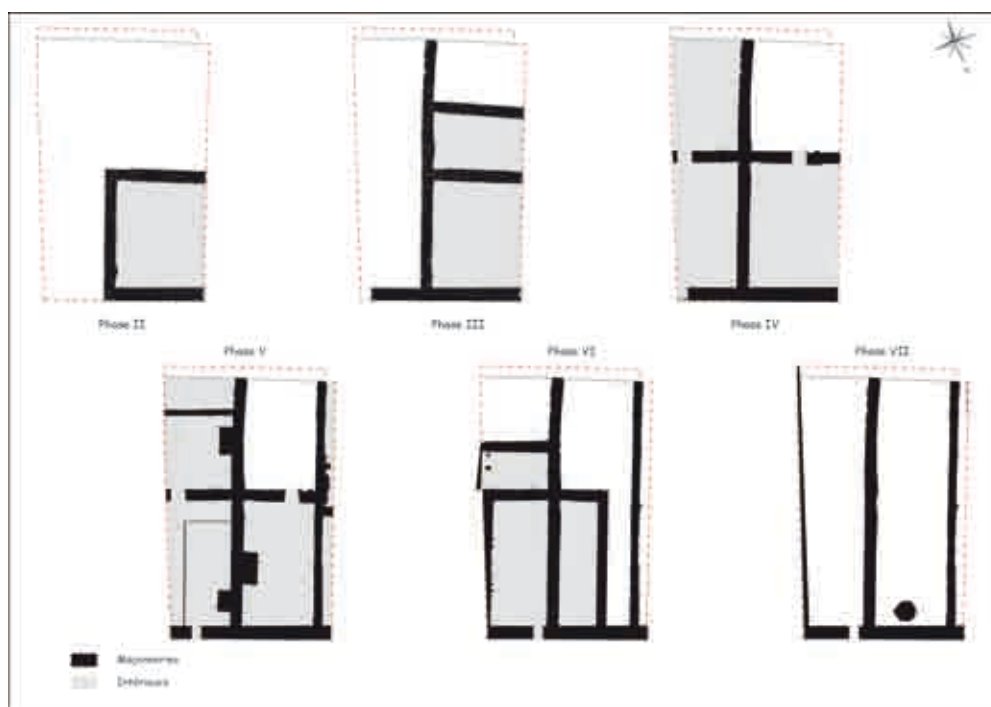 Phase II
Phase III
Phase IV
Phase V
Phase VI
Phase VII
Maçonneries
Intérieurs